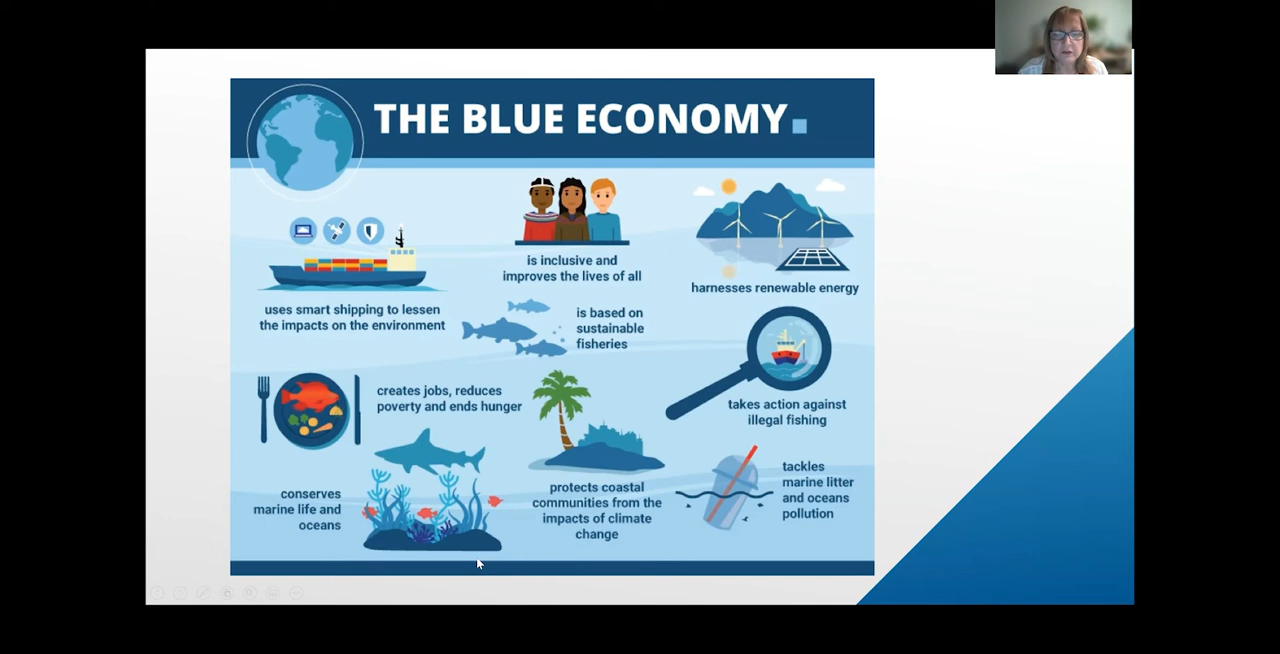 THE BLUE ECONOMY
is inclusive and
improves the lives of all
harnesses renewable energy
uses smart shipping to lessen
the impacts on the environment
is based on
sustainable
fisheries
creates jobs, reduces
poverty and ends hunger
takes action against
illegal fishing
conserves
marine life and
oceans
protects coastal
communities from the
impacts of climate
change
tackles
marine litter
and oceans
pollution